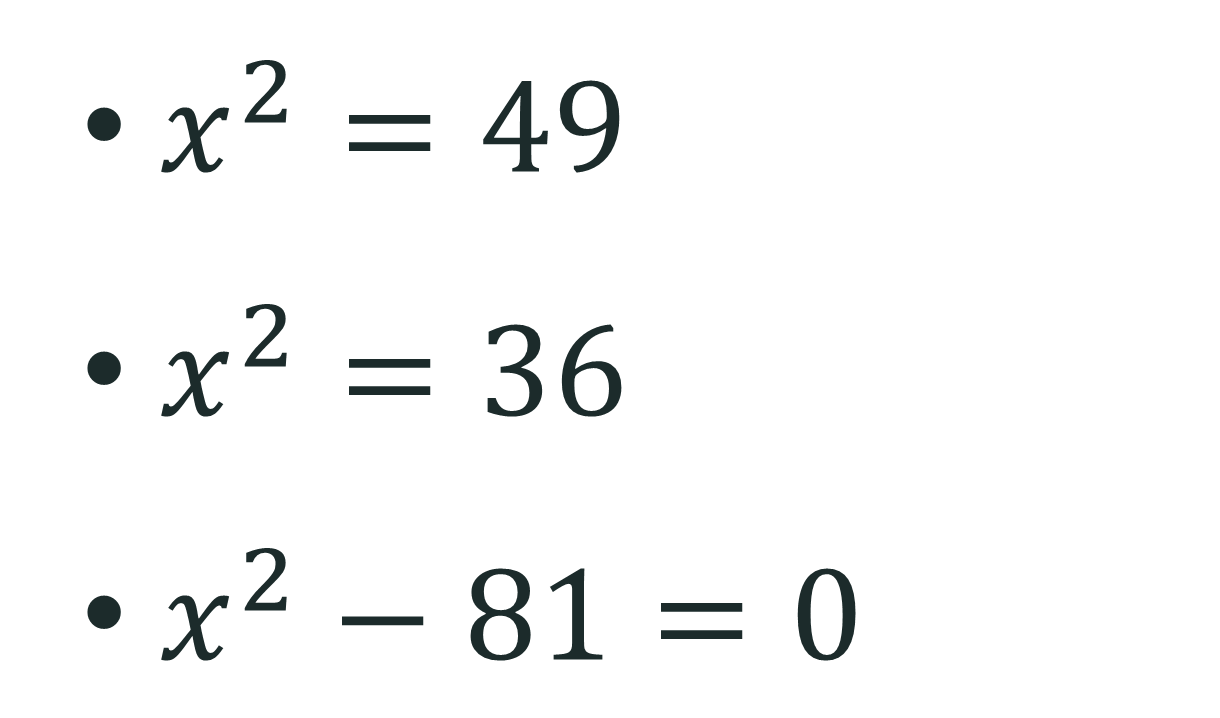 • x² = 49
• x² = 36
• x² − 81 = 0